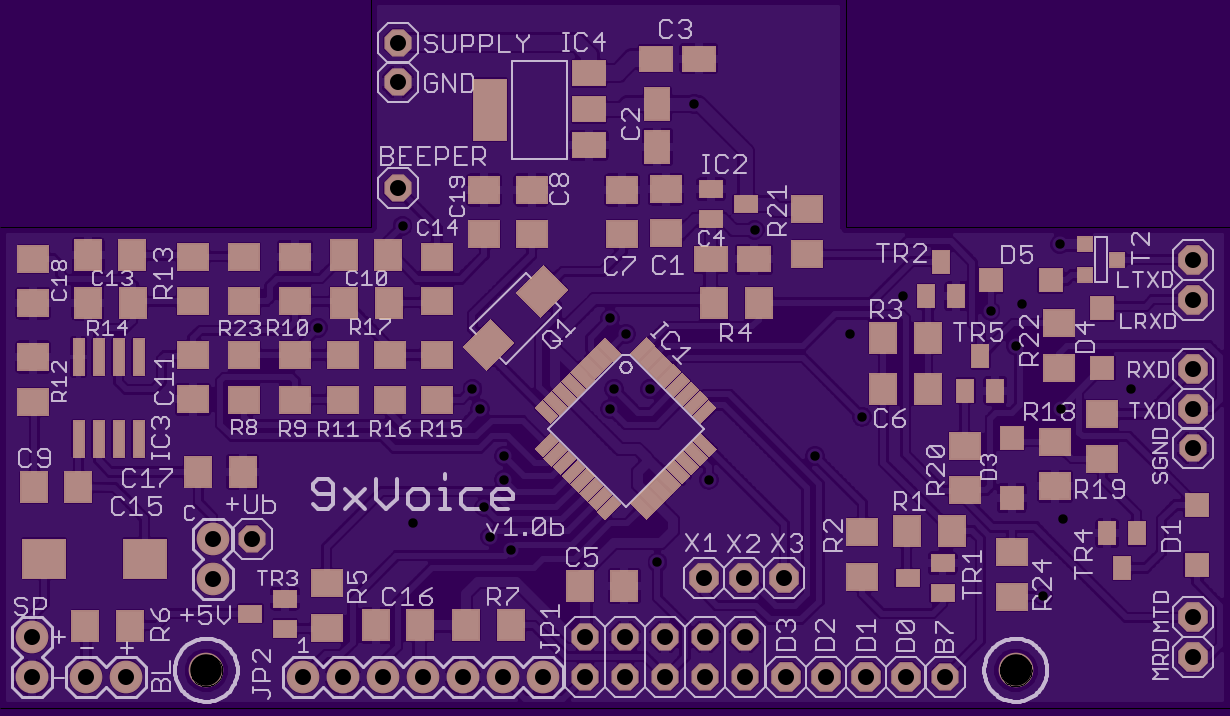 SUPPLY
IC4
C3
GND
C2
BEEPER
IC2
C19
C8
R21
C14
C4
TR2
D5
T2
C18
C13
R13
C10
C7
C1
LTXD
R14
R23
R10
R17
Q1
IC1
R4
R3
TR5
R22
D4
LRXD
R12
C11
RXD
R8
R9
R11
R16
R15
C6
R18
TXD
IC3
C9
C17
R20
D3
SGND
C15
9xVoice
R19
C
+Ub
v1.0b
R1
R2
TR4
D1
X1
X2
X3
C5
TR3
R5
TR1
R24
SP
+5V
R6
C16
R7
JP1
MTD
+
-
+
D3
D2
D1
D0
B7
-
BL
JP2
1
MRD